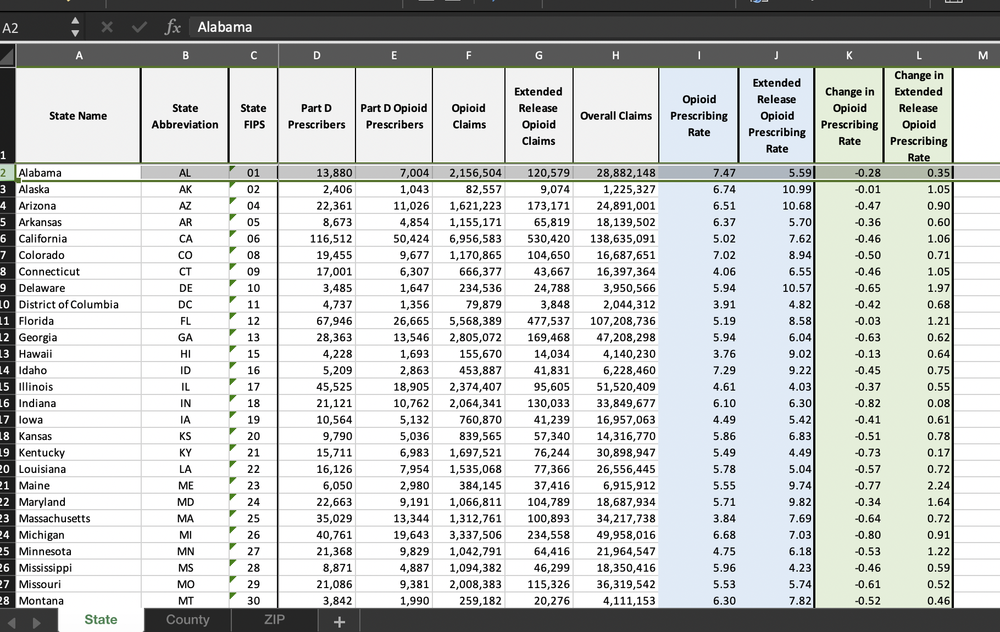 A2 fx Alabama
A B C D E F G H I J K L M
1 State Name State Abbreviation State FIPS Part D Prescribers Part D Opioid Prescribers Opioid Claims Extended Release Opioid Claims Overall Claims Opioid Prescribing Rate Extended Release Opioid Prescribing Rate Change in Opioid Prescribing Rate Change in Extended Release Opioid Prescribing Rate
2 Alabama AL 01 13,880 7,004 2,156,504 120,579 28,882,148 7.47 5.59 -0.28 0.35
3 Alaska AK 02 2,406 1,043 82,557 9,074 1,225,327 6.74 10.99 -0.01 1.05
4 Arizona AZ 04 22,361 11,026 1,621,223 173,171 24,891,001 6.51 10.68 -0.47 0.90
5 Arkansas AR 05 8,673 4,854 1,155,171 65,819 18,139,502 6.37 5.70 -0.36 0.60
6 California CA 06 116,512 50,424 6,956,583 530,420 138,635,091 5.02 7.62 -0.46 1.06
7 Colorado CO 08 19,455 9,677 1,170,865 104,650 16,687,651 7.02 8.94 -0.50 0.71
8 Connecticut CT 09 17,001 6,307 666,377 43,667 16,397,364 4.06 6.55 -0.46 1.05
9 Delaware DE 10 3,485 1,647 234,536 24,788 3,950,566 5.94 10.57 -0.65 1.97
10 District of Columbia DC 11 4,737 1,356 79,879 3,848 2,044,312 3.91 4.82 -0.42 0.68
11 Florida FL 12 67,946 26,665 5,568,389 477,537 107,208,736 5.19 8.58 -0.03 1.21
12 Georgia GA 13 28,363 13,546 2,805,072 169,468 47,208,298 5.94 6.04 -0.63 0.62
13 Hawaii HI 15 4,228 1,693 155,670 14,034 4,140,230 3.76 9.02 -0.13 0.64
14 Idaho ID 16 5,209 2,863 453,887 41,831 6,228,460 7.29 9.22 -0.45 0.75
15 Illinois IL 17 45,525 18,905 2,374,407 95,605 51,520,409 4.61 4.03 -0.37 0.55
16 Indiana IN 18 21,121 10,762 2,064,341 130,033 33,849,677 6.10 6.30 -0.82 0.08
17 Iowa IA 19 10,564 5,132 760,870 41,239 16,957,063 4.49 5.42 -0.41 0.61
18 Kansas KS 20 9,790 5,036 839,565 57,340 14,316,770 5.86 6.83 -0.51 0.78
19 Kentucky KY 21 15,711 6,983 1,697,521 76,244 30,898,947 5.49 4.49 -0.73 0.17
20 Louisiana LA 22 16,126 7,954 1,535,068 77,366 26,556,445 5.78 5.04 -0.57 0.72
21 Maine ME 23 6,050 2,980 384,145 37,416 6,915,912 5.55 9.74 -0.77 2.24
22 Maryland MD 24 22,663 9,191 1,066,811 104,789 18,687,934 5.71 9.82 -0.34 1.64
23 Massachusetts MA 25 35,029 13,344 1,312,761 100,893 34,217,738 3.84 7.69 -0.64 0.72
24 Michigan MI 26 40,761 19,643 3,337,506 234,558 49,958,016 6.68 7.03 -0.80 0.91
25 Minnesota MN 27 21,368 9,829 1,042,791 64,416 21,964,547 4.75 6.18 -0.53 1.22
26 Mississippi MS 28 8,871 4,887 1,094,382 46,299 18,350,416 5.96 4.23 -0.46 0.59
27 Missouri MO 29 21,086 9,381 2,008,383 115,326 36,319,542 5.53 5.74 -0.61 0.52
28 Montana MT 30 3,842 1,990 259,182 20,276 4,111,153 6.30 7.82 -0.52 0.46
State County ZIP +